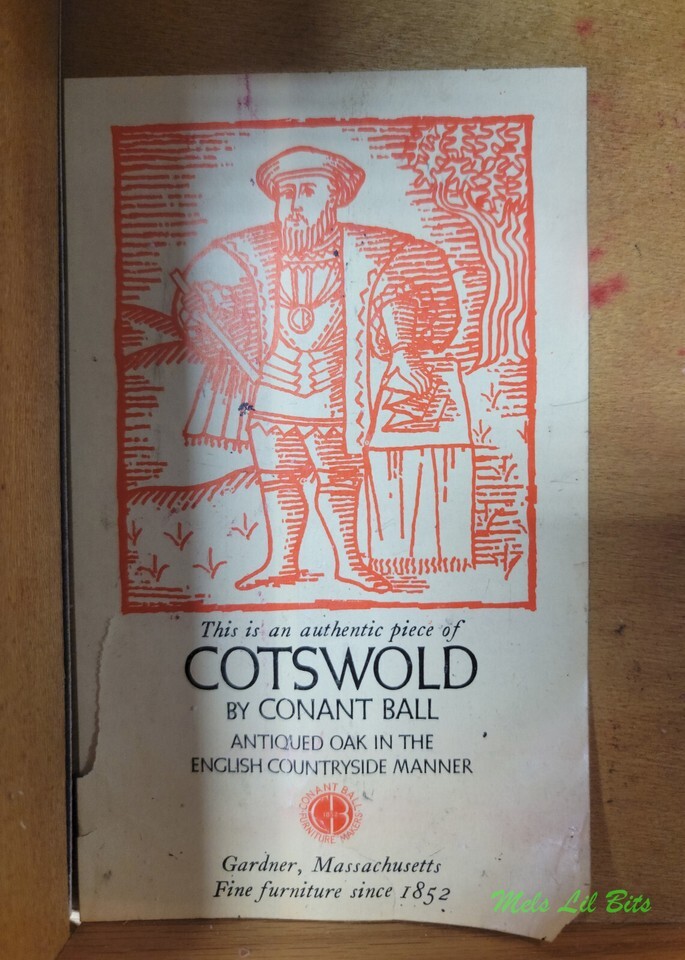 This is an authentic piece of
COTSWOLD
BY CONANT BALL
ANTIQUED OAK IN THE
ENGLISH COUNTRYSIDE MANNER
CONANT BALL
FURNITURE MAKERS
Gardner, Massachusetts
Fine furniture since 1852
Mels Lil Bits